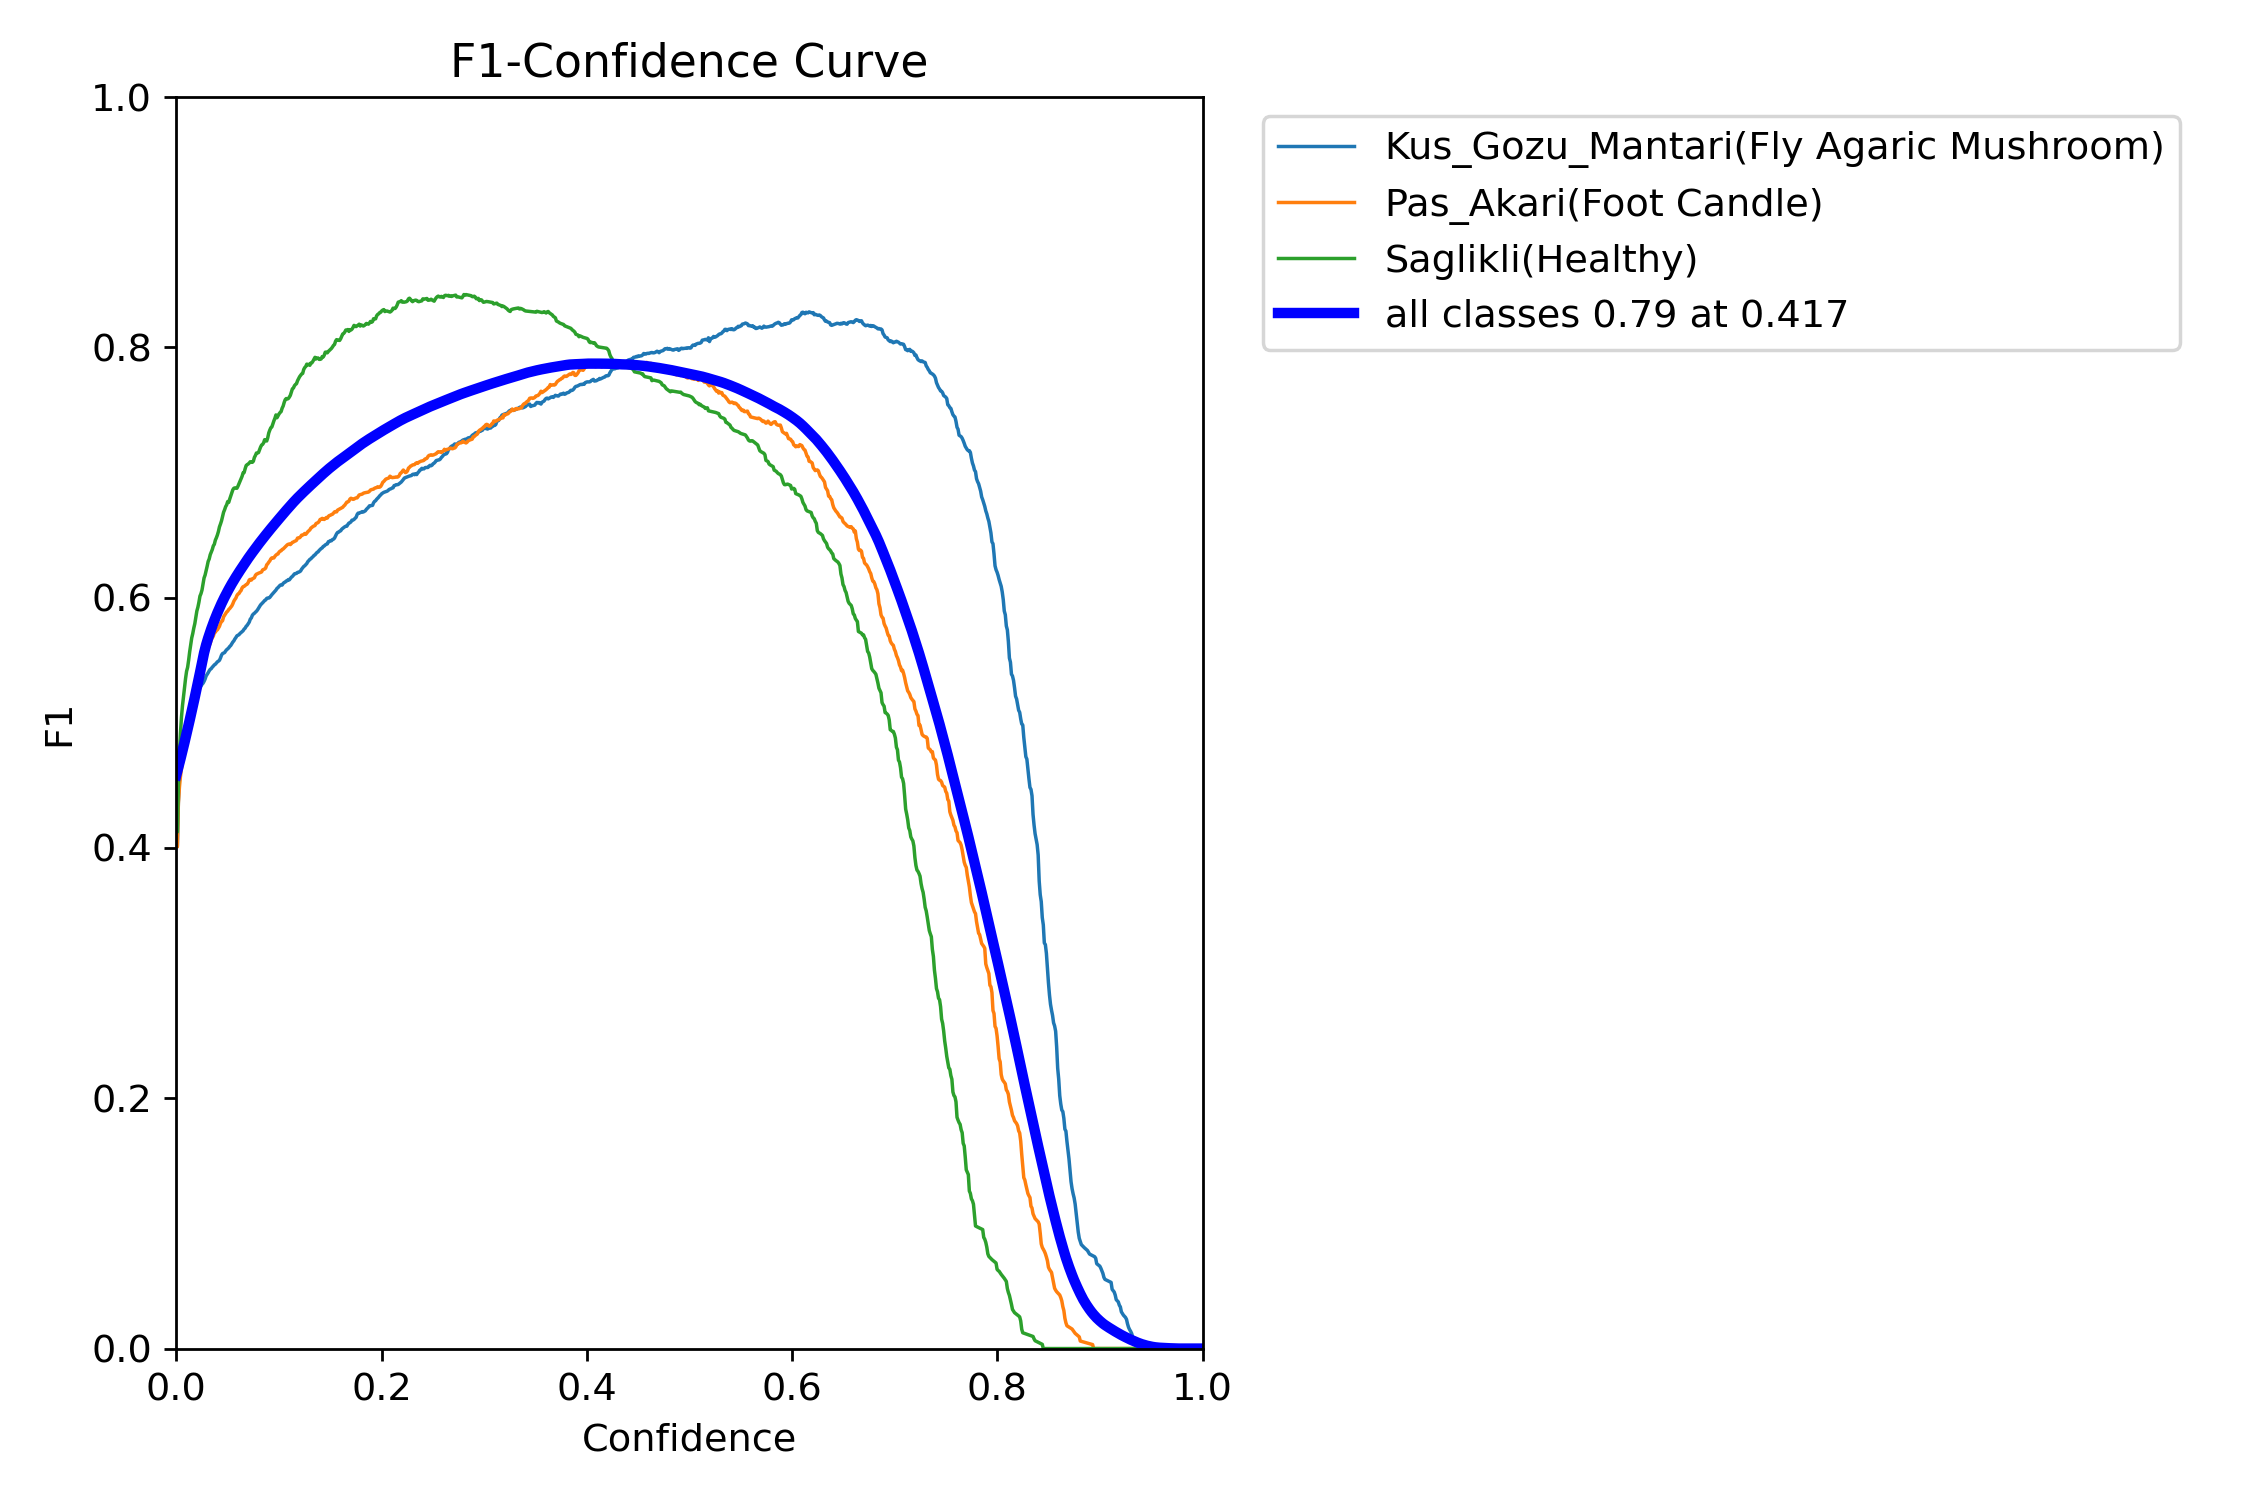 F1-Confidence Curve
1.0
0.8
0.6
0.4
0.2
0.0
F1
0.0 0.2 0.4 0.6 0.8 1.0
Confidence
Kus_Gozu_Mantari(Fly Agaric Mushroom)
Pas_Akari(Foot Candle)
Saglikli(Healthy)
all classes 0.79 at 0.417